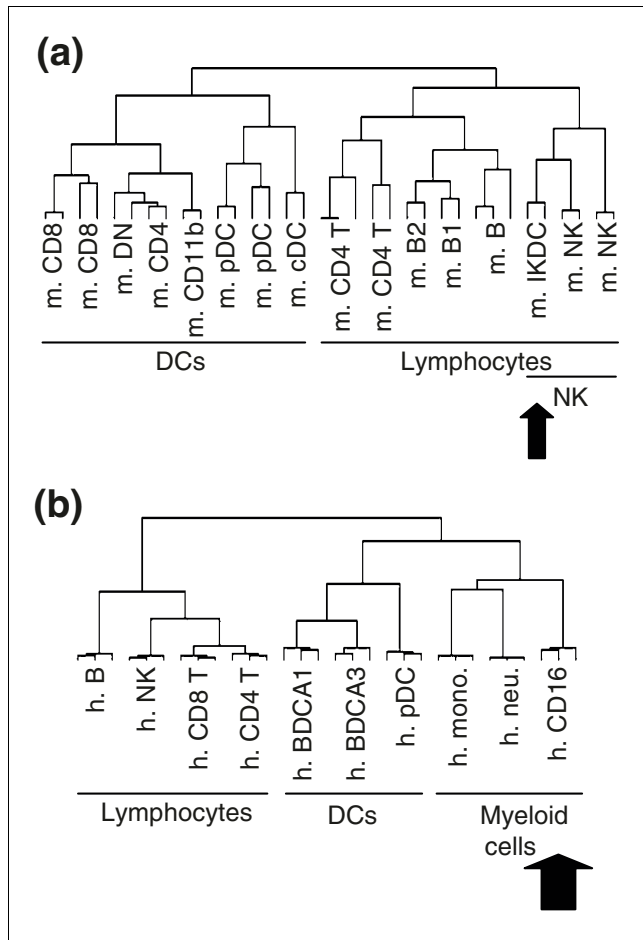 (a)
m. CD8
m. CD8
m. DN
m. CD4
m. CD11b
m. pDC
m. pDC
m. cDC
m. CD4 T
m. CD4 T
m. B2
m. B1
m. B
m. IKDC
m. NK
m. NK
DCs
Lymphocytes
NK
(b)
h. B
h. NK
h. CD8 T
h. CD4 T
h. BDCA1
h. BDCA3
h. pDC
h. mono.
h. neu.
h. CD16
Lymphocytes
DCs
Myeloid
cells